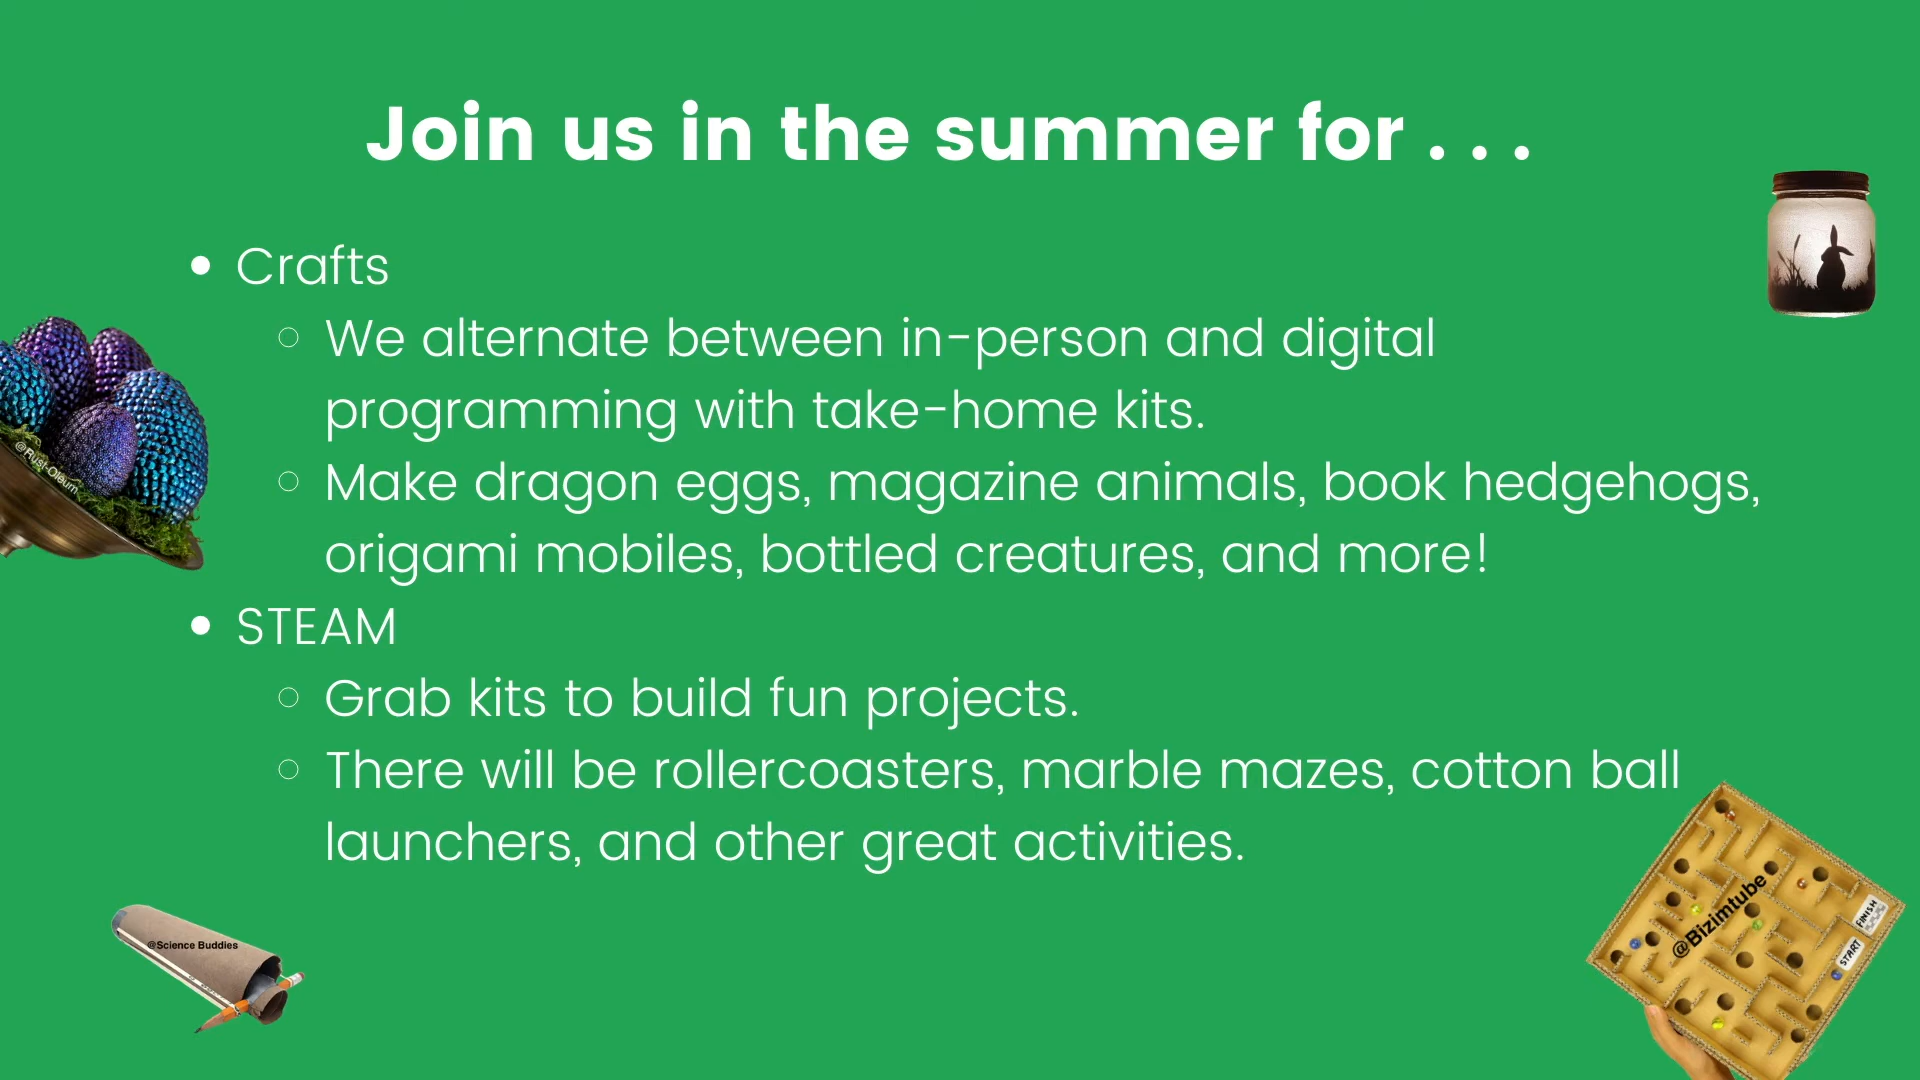 Join us in the summer for . . .
• Crafts
○ We alternate between in-person and digital
programming with take-home kits.
○ Make dragon eggs, magazine animals, book hedgehogs,
origami mobiles, bottled creatures, and more!
@Rust-Oleum
• STEAM
○ Grab kits to build fun projects.
○ There will be rollercoasters, marble mazes, cotton ball
launchers, and other great activities.
@Science Buddies
@Bizimtube
FINISH
START